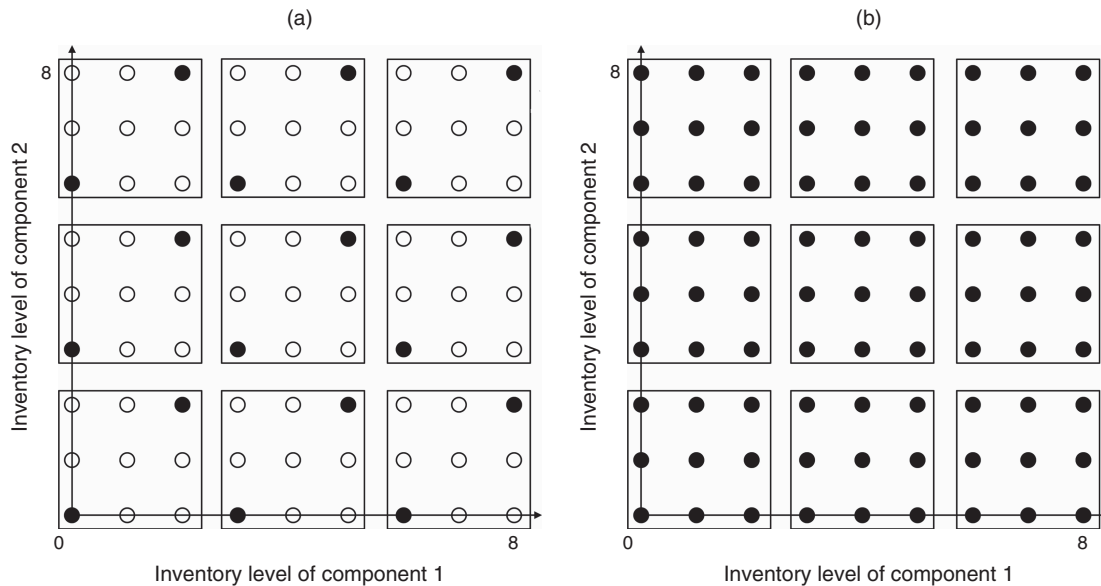 (a)
8
Inventory level of component 2
0
8
Inventory level of component 1
(b)
8
Inventory level of component 2
0
8
Inventory level of component 1